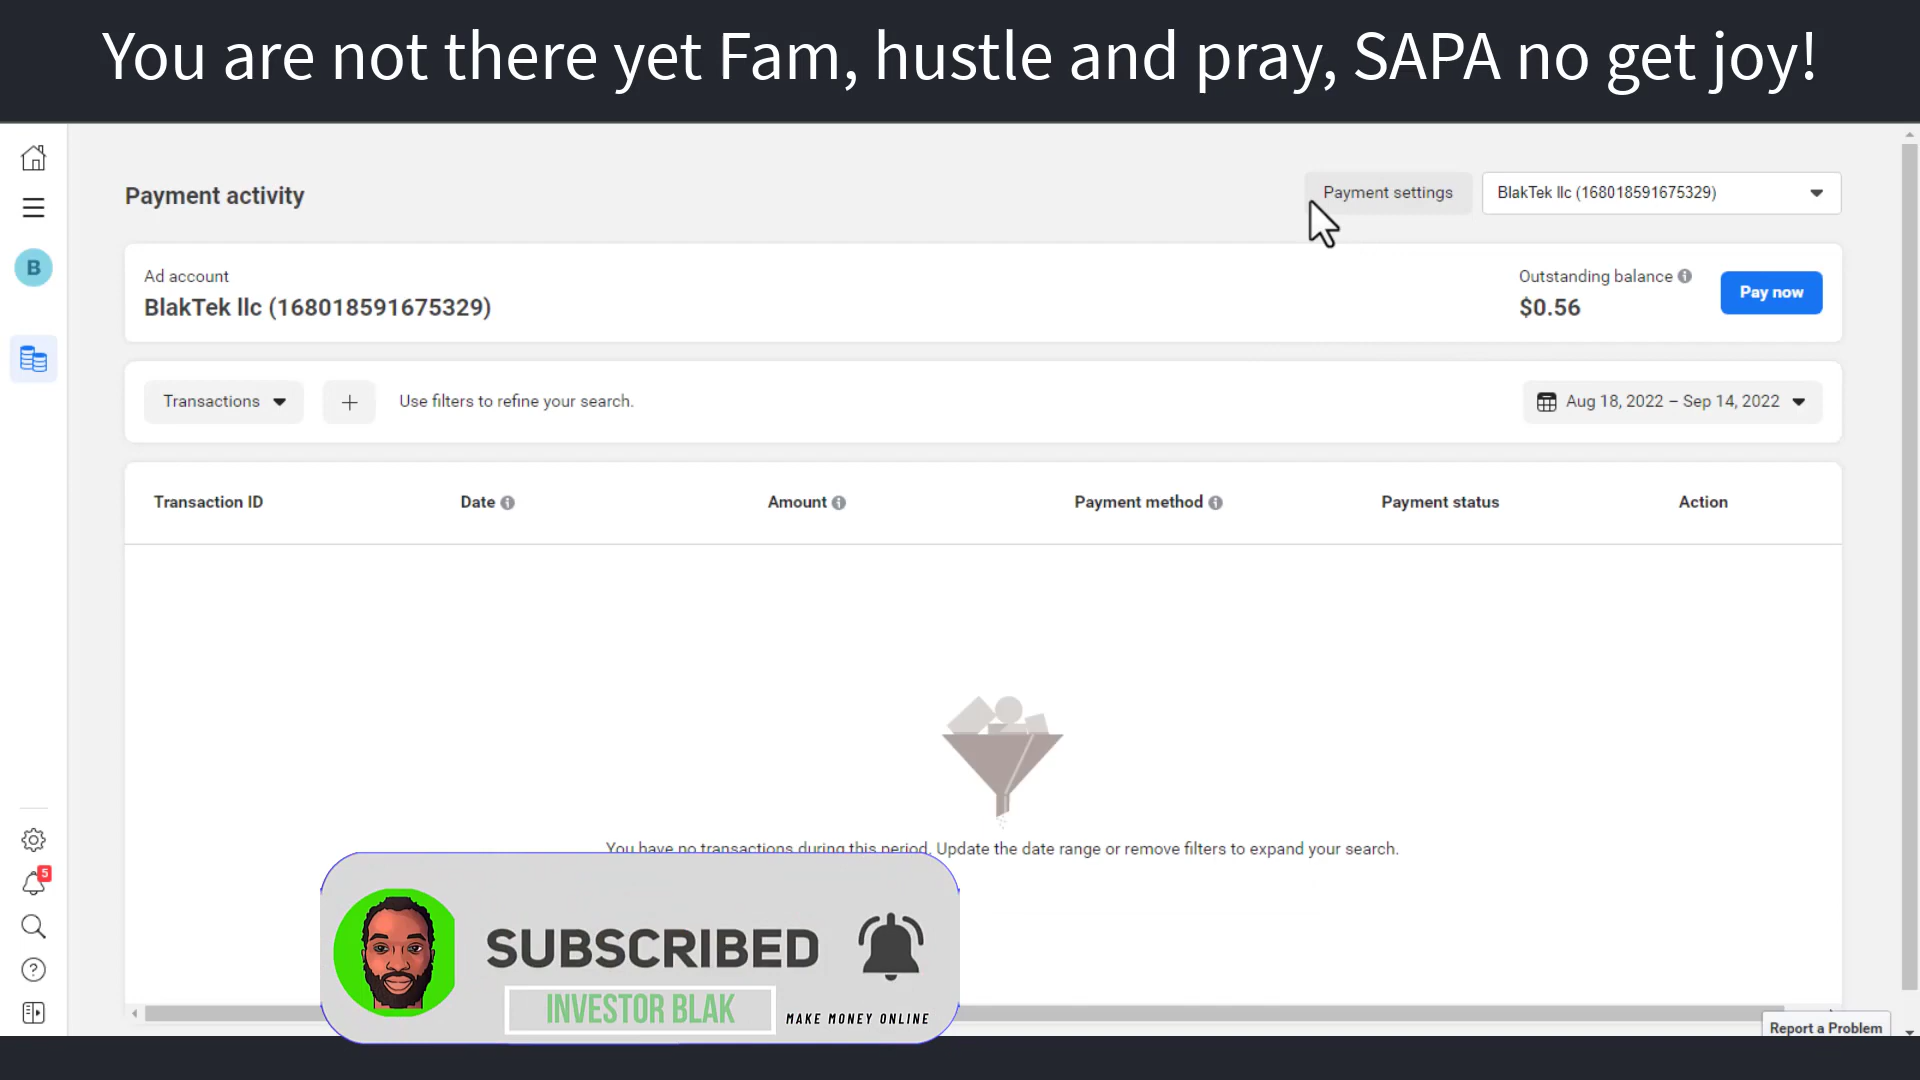 You are not there yet Fam, hustle and pray, SAPA no get joy!
Payment activity
Payment settings
BlakTek llc (168018591675329)
B
Ad account
BlakTek llc (168018591675329)
Outstanding balance
$0.56
Pay now
Transactions
Use filters to refine your search.
Aug 18, 2022 – Sep 14, 2022
Transaction ID Date Amount Payment method Payment status Action
You have no transactions during this period. Update the date range or remove filters to expand your search.
5
SUBSCRIBED
INVESTOR BLAK
MAKE MONEY ONLINE
Report a Problem